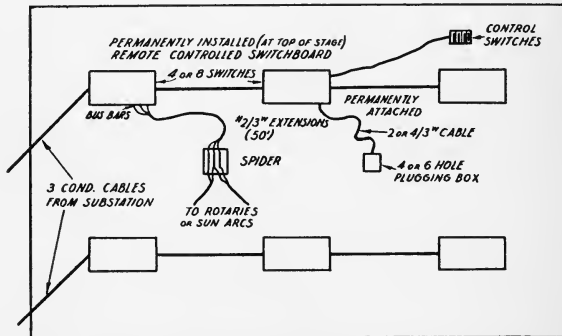 CONTROL
SWITCHES
PERMANENTLY INSTALLED (AT TOP OF STAGE)
REMOTE CONTROLLED SWITCHBOARD
4 OR 8 SWITCHES
BUS BARS
PERMANENTLY
ATTACHED
#2/3W EXTENSIONS
(50')
2 OR 4/3W CABLE
SPIDER
4 OR 6 HOLE
PLUGGING BOX
3 COND. CABLES
FROM SUBSTATION
TO ROTARIES
OR SUN ARCS